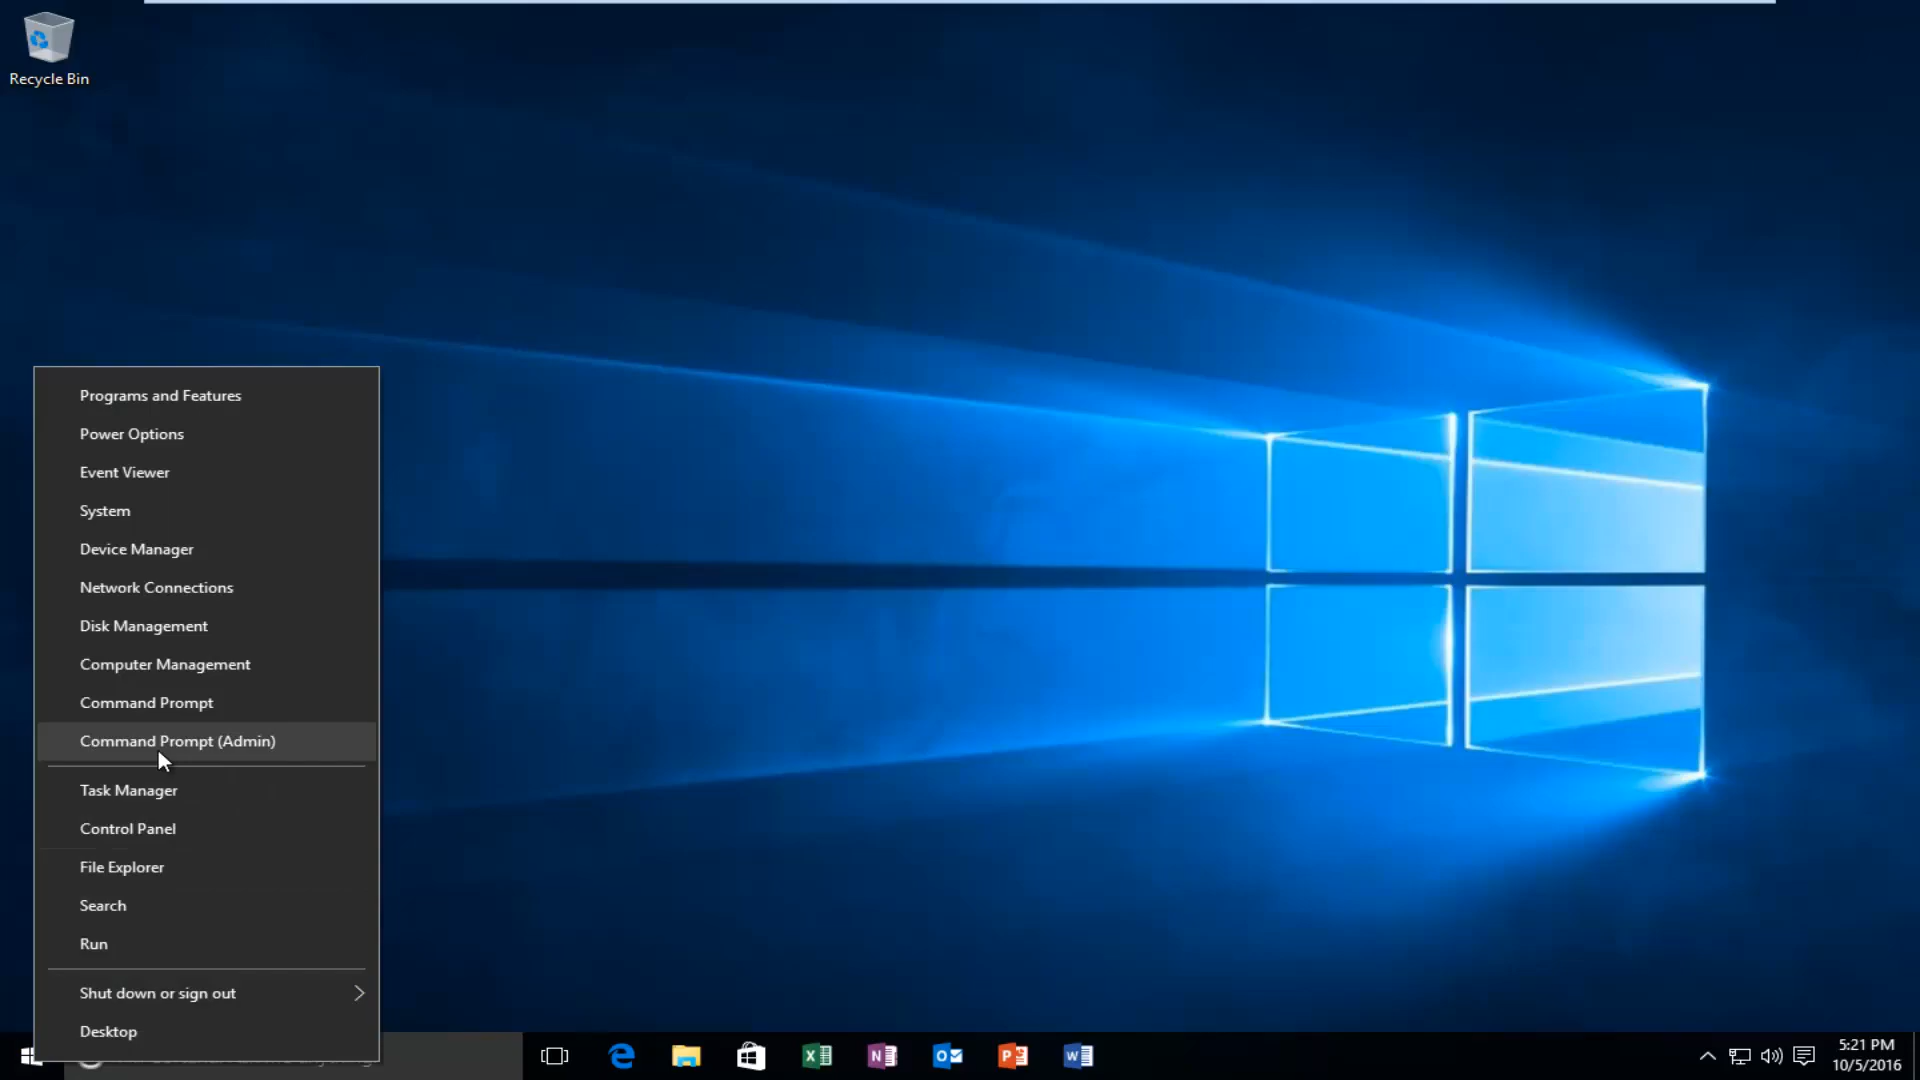 Recycle Bin
Programs and Features
Power Options
Event Viewer
System
Device Manager
Network Connections
Disk Management
Computer Management
Command Prompt
Command Prompt (Admin)
Task Manager
Control Panel
File Explorer
Search
Run
Shut down or sign out
Desktop
5:21 PM
10/5/2016